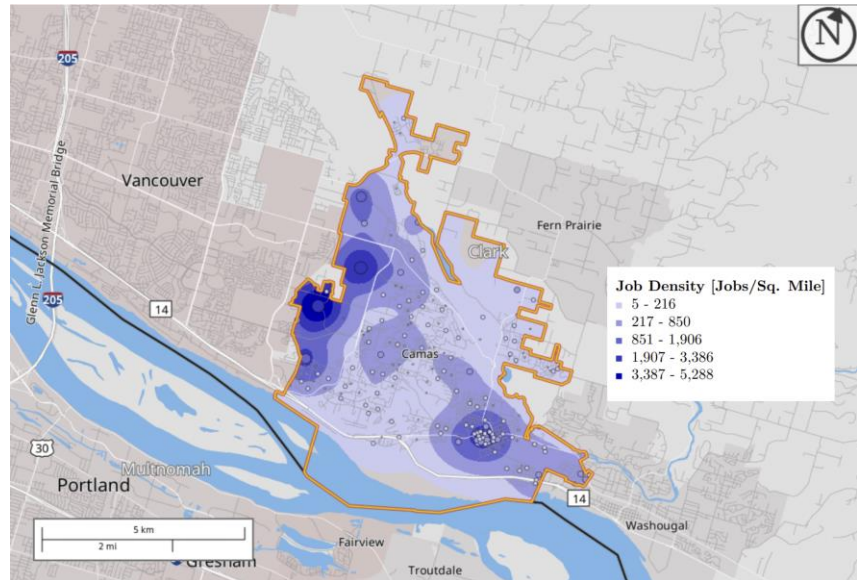 N
205
Glenn L. Jackson Memorial Bridge
Vancouver
Fern Prairie
Clark
Job Density [Jobs/Sq. Mile]
5 - 216
217 - 850
851 - 1,906
1,907 - 3,386
3,387 - 5,288
205
14
Camas
30
Multnomah
Portland
14
Washougal
5 km
2 mi
Fairview
Gresham
Troutdale